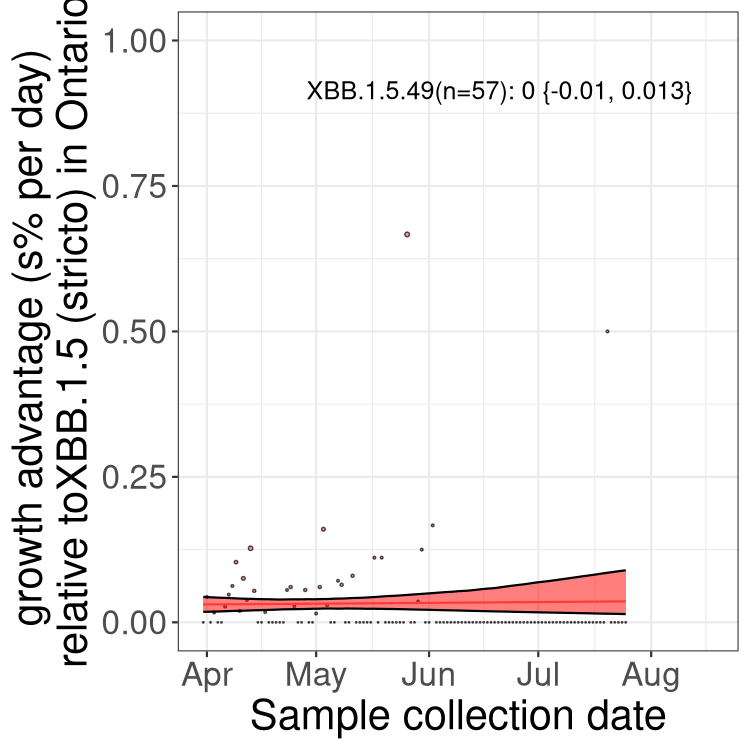 growth advantage (s% per day)
relative toXBB.1.5 (stricto) in Ontario
1.00
0.75
0.50
0.25
0.00
XBB.1.5.49(n=57): 0 {-0.01, 0.013}
Apr May Jun Jul Aug
Sample collection date